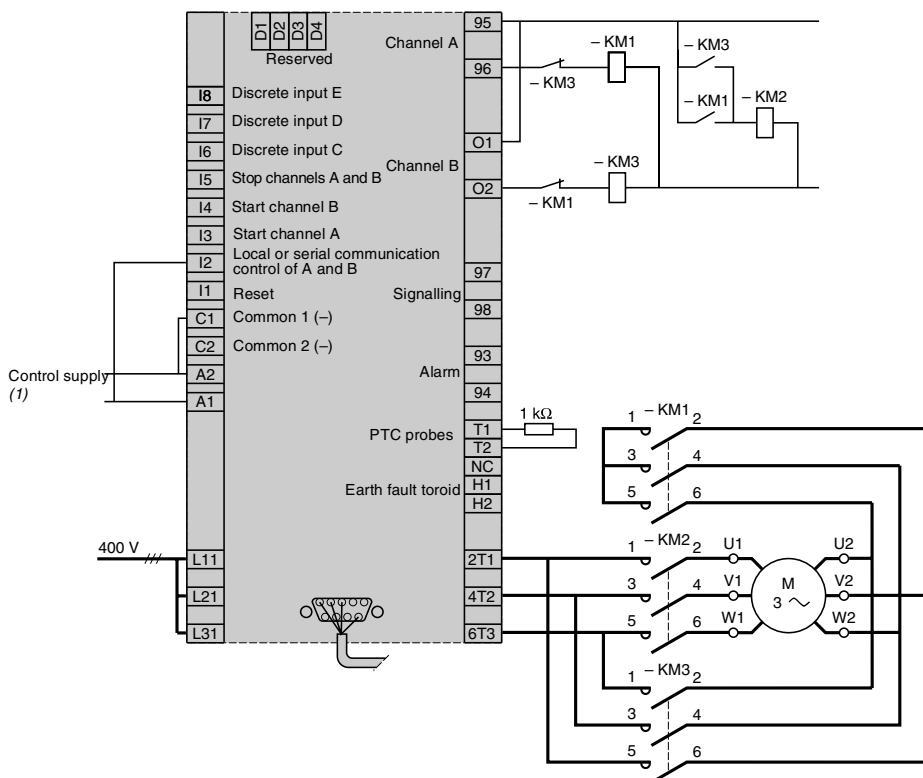 D1
D2
D3
D4
Reserved
I8 Discrete input E
I7 Discrete input D
I6 Discrete input C
I5 Stop channels A and B
I4 Start channel B
I3 Start channel A
I2 Local or serial communication
control of A and B
I1 Reset
C1 Common 1 (–)
C2 Common 2 (–)
A2
A1
Control supply
(1)
400 V
L11
L21
L31
95
Channel A
96
O1
Channel B
O2
97
Signalling
98
93
Alarm
94
T1
PTC probes
T2
NC
H1
Earth fault toroid
H2
2T1
4T2
6T3
– KM1
– KM3
– KM3
– KM1
– KM3
– KM1
– KM2
1 kΩ
1 – KM1 2
3 4
5 6
1 – KM2 2
3 4
5 6
U1
V1
W1
M
3
U2
V2
W2
1 – KM3 2
3 4
5 6